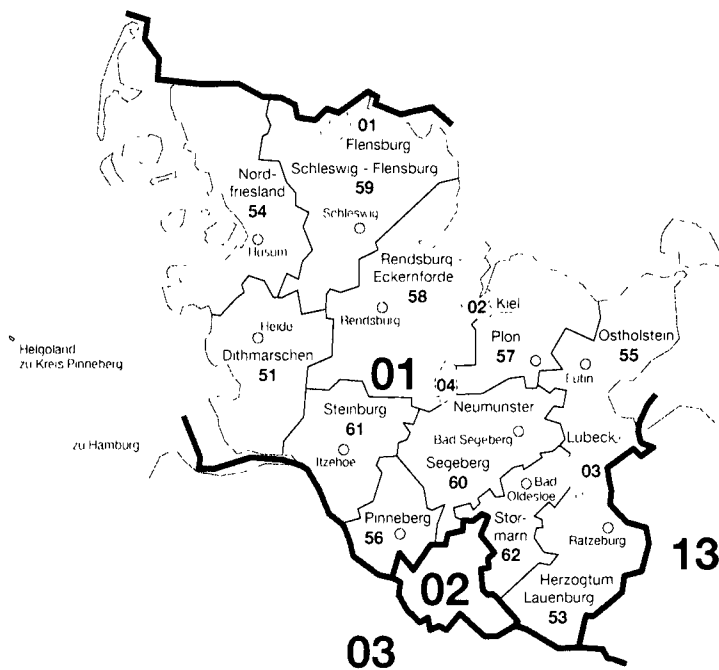 01
Flensburg
Schleswig - Flensburg
59
Schleswig
Nord-
friesland
54
Husum
Rendsburg
Eckernforde
58
Rendsburg
02
Kiel
Plon
57
Ostholstein
55
Eutin
Heide
Dithmarschen
51
Helgoland
zu Kreis Pinneberg
01
04
Neumunster
Steinburg
61
Itzehoe
Bad Segeberg
Segeberg
60
Lubeck
03
zu Hamburg
Bad
Oldesloe
Pinneberg
56
Stor-
marn
62
Ratzeburg
13
02
Herzogtum
Lauenburg
53
03